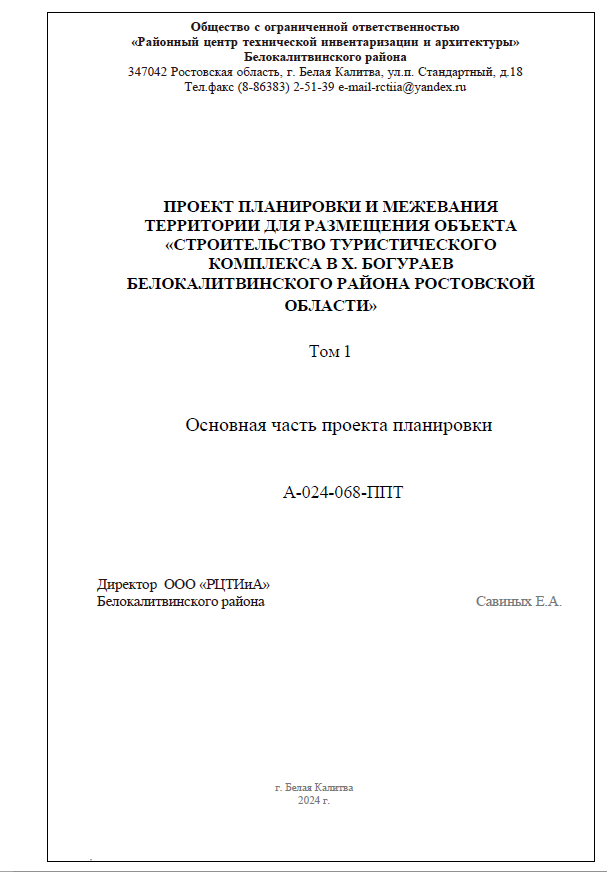 Общество с ограниченной ответственностью
«Районный центр технической инвентаризации и архитектуры»
Белокалитвинского района
347042 Ростовская область, г. Белая Калитва, ул.п. Стандартный, д.18
Тел.факс (8-86383) 2-51-39 e-mail-rctiia@yandex.ru
ПРОЕКТ ПЛАНИРОВКИ И МЕЖЕВАНИЯ
ТЕРРИТОРИИ ДЛЯ РАЗМЕЩЕНИЯ ОБЪЕКТА
«СТРОИТЕЛЬСТВО ТУРИСТИЧЕСКОГО
КОМПЛЕКСА В Х. БОГУРАЕВ
БЕЛОКАЛИТВИНСКОГО РАЙОНА РОСТОВСКОЙ
ОБЛАСТИ»
Том 1
Основная часть проекта планировки
А-024-068-ППТ
Директор ООО «РЦТИиА»
Белокалитвинского района Савиных Е.А.
г. Белая Калитва
2024 г.